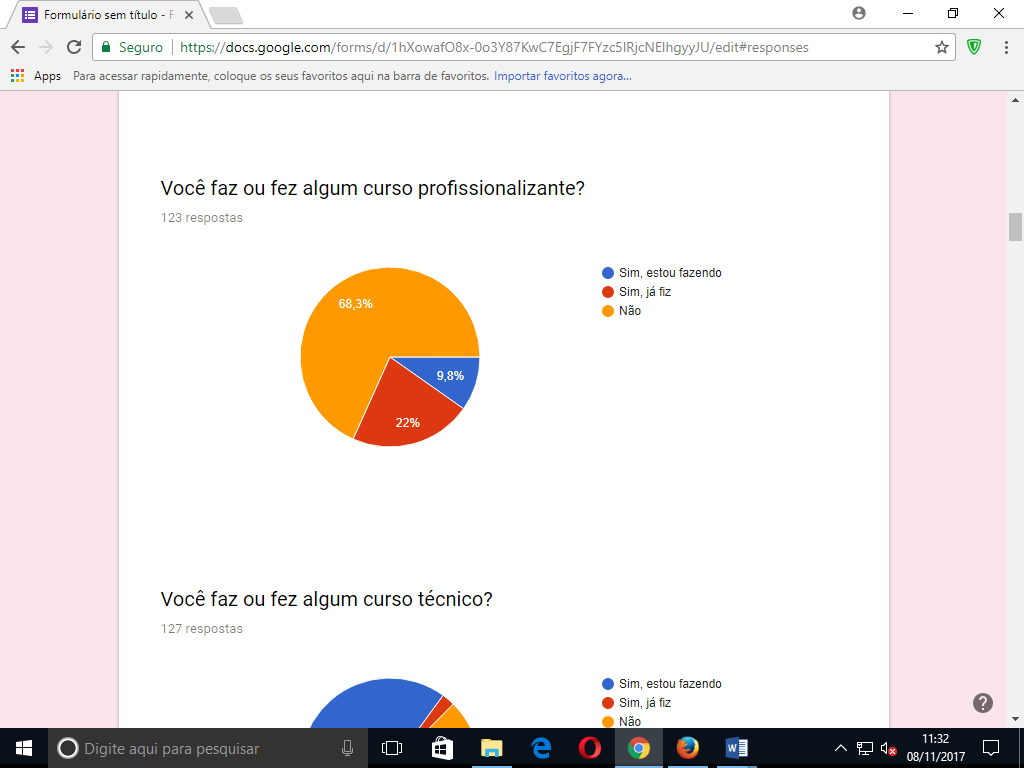 Formulário sem título - F
Seguro
https://docs.google.com/forms/d/1hXowafO8x-0o3Y87KwC7EgjF7FYzc5lRjcNEIhgyyJU/edit#responses
Apps Para acessar rapidamente, coloque os seus favoritos aqui na barra de favoritos. Importar favoritos agora...
Você faz ou fez algum curso profissionalizante?
123 respostas
68,3%
9,8%
22%
Sim, estou fazendo
Sim, já fiz
Não
Você faz ou fez algum curso técnico?
127 respostas
Sim, estou fazendo
Sim, já fiz
Não
Digite aqui para pesquisar
11:32
08/11/2017